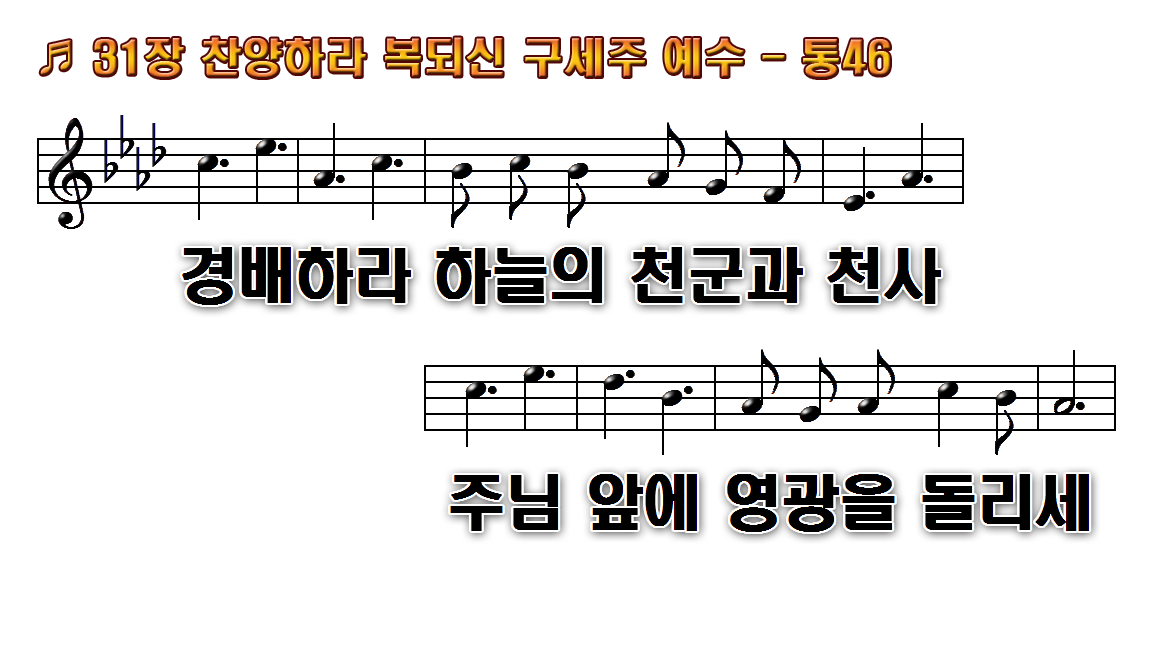 ♬ 31장 찬양하라 복되신 구세주 예수 - 통46
경배하라 하늘의 천군과 천사
주님 앞에 영광을 돌리세